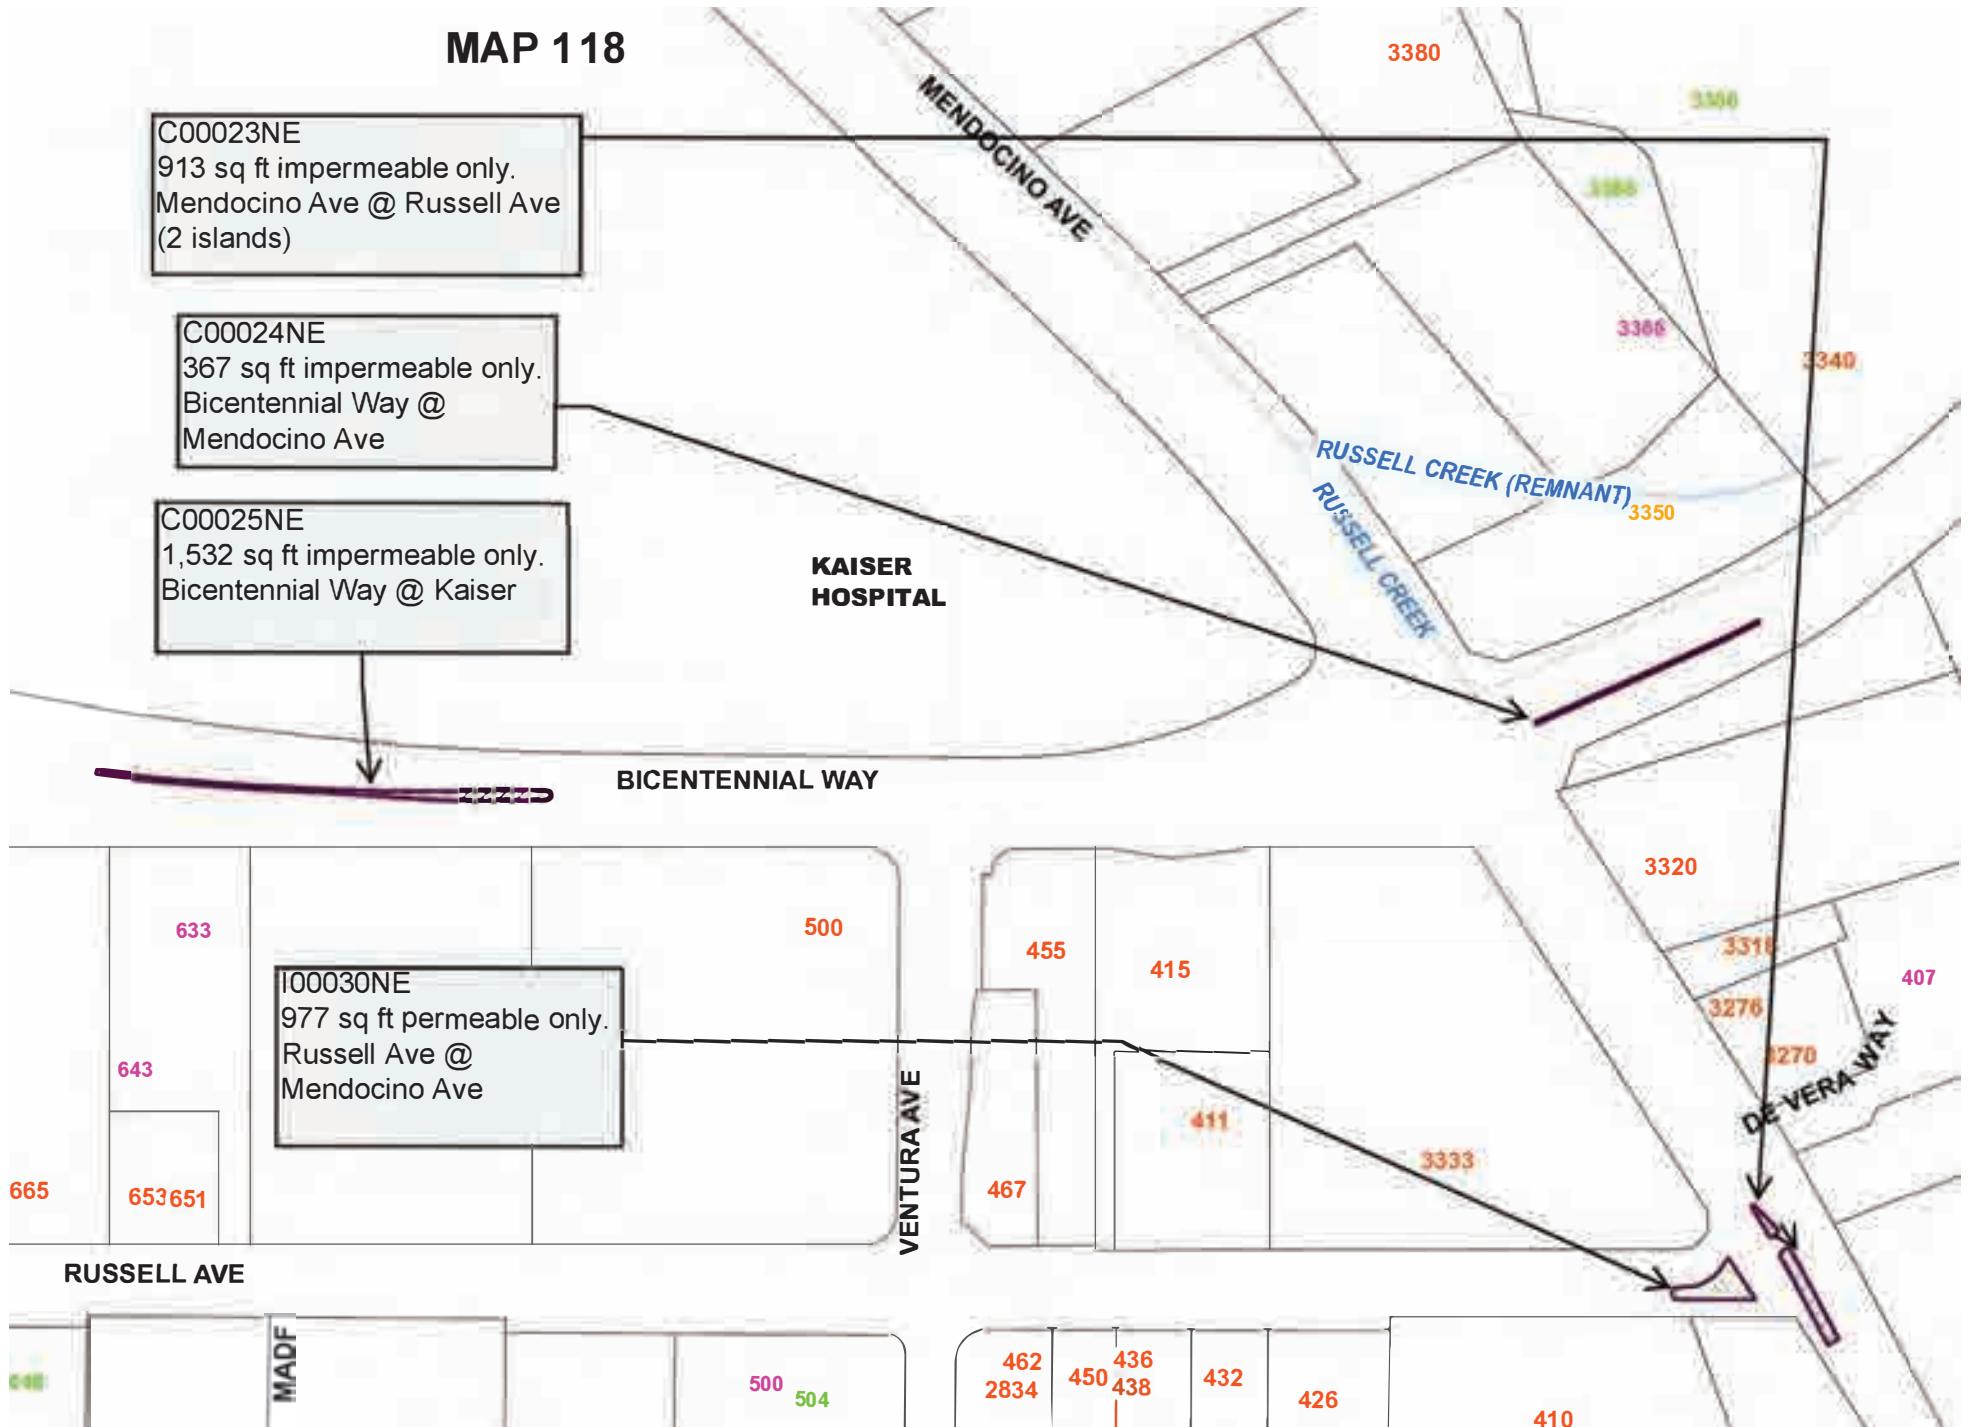 MAP 118
C00023NE
913 sq ft impermeable only.
Mendocino Ave @ Russell Ave
(2 islands)
C00024NE
367 sq ft impermeable only.
Bicentennial Way @
Mendocino Ave
C00025NE
1,532 sq ft impermeable only.
Bicentennial Way @ Kaiser
MENDOCINO AVE
3380
3340
RUSSELL CREEK (REMNANT)
3350
RUSSELL CREEK
KAISER
HOSPITAL
BICENTENNIAL WAY
633
500
455
415
3320
3276
407
3270
DE VERA WAY
I00030NE
977 sq ft permeable only.
Russell Ave @
Mendocino Ave
643
VENTURA AVE
411
3333
665
653
651
467
RUSSELL AVE
MADF
500
504
462
2834
450
436
438
432
426
410